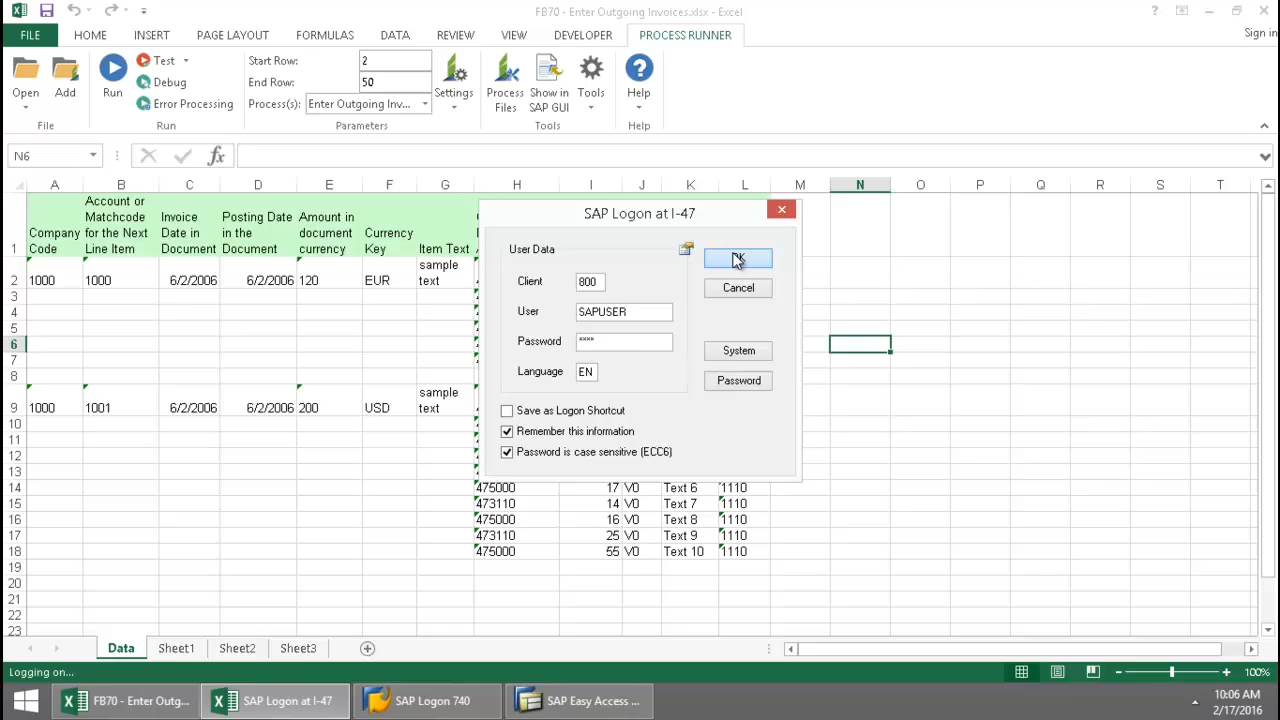 FB70 - Enter Outgoing Invoices.xlsx - Excel
FILE HOME INSERT PAGE LAYOUT FORMULAS DATA REVIEW VIEW DEVELOPER PROCESS RUNNER Sign in
Open Add
File
Run Test
Debug
Error Processing
Run
Start Row: 2
End Row: 50
Process(s): Enter Outgoing Inv...
Parameters
Settings
Process Files
Show in SAP GUI
Tools
Tools
Help
Help
N6 fx
A B C D E F G H I J K L M N O P Q R S T
1 Company Code
Account or Matchcode for the Next Line Item
Invoice Date in Document
Posting Date in the Document
Amount in document currency
Currency Key
Item Text
2 1000 1000 6/2/2006 6/2/2006 120 EUR sample text
3
4
5
6
7
8
9 1000 1001 6/2/2006 6/2/2006 200 USD sample text
10
11
12
13
14 475000 17 V0 Text 6 1110
15 473110 14 V0 Text 7 1110
16 475000 16 V0 Text 8 1110
17 473110 25 V0 Text 9 1110
18 475000 55 V0 Text 10 1110
19
20
21
22
23
SAP Logon at I-47
User Data
Client 800
User SAPUSER
Password ****
Language EN
Cancel
System
Password
Save as Logon Shortcut
Remember this information
Password is case sensitive (ECC6)
Data Sheet1 Sheet2 Sheet3
Logging on... 100%
FB70 - Enter Outg... SAP Logon at I-47 SAP Logon 740 SAP Easy Access ...
10:06 AM
2/17/2016